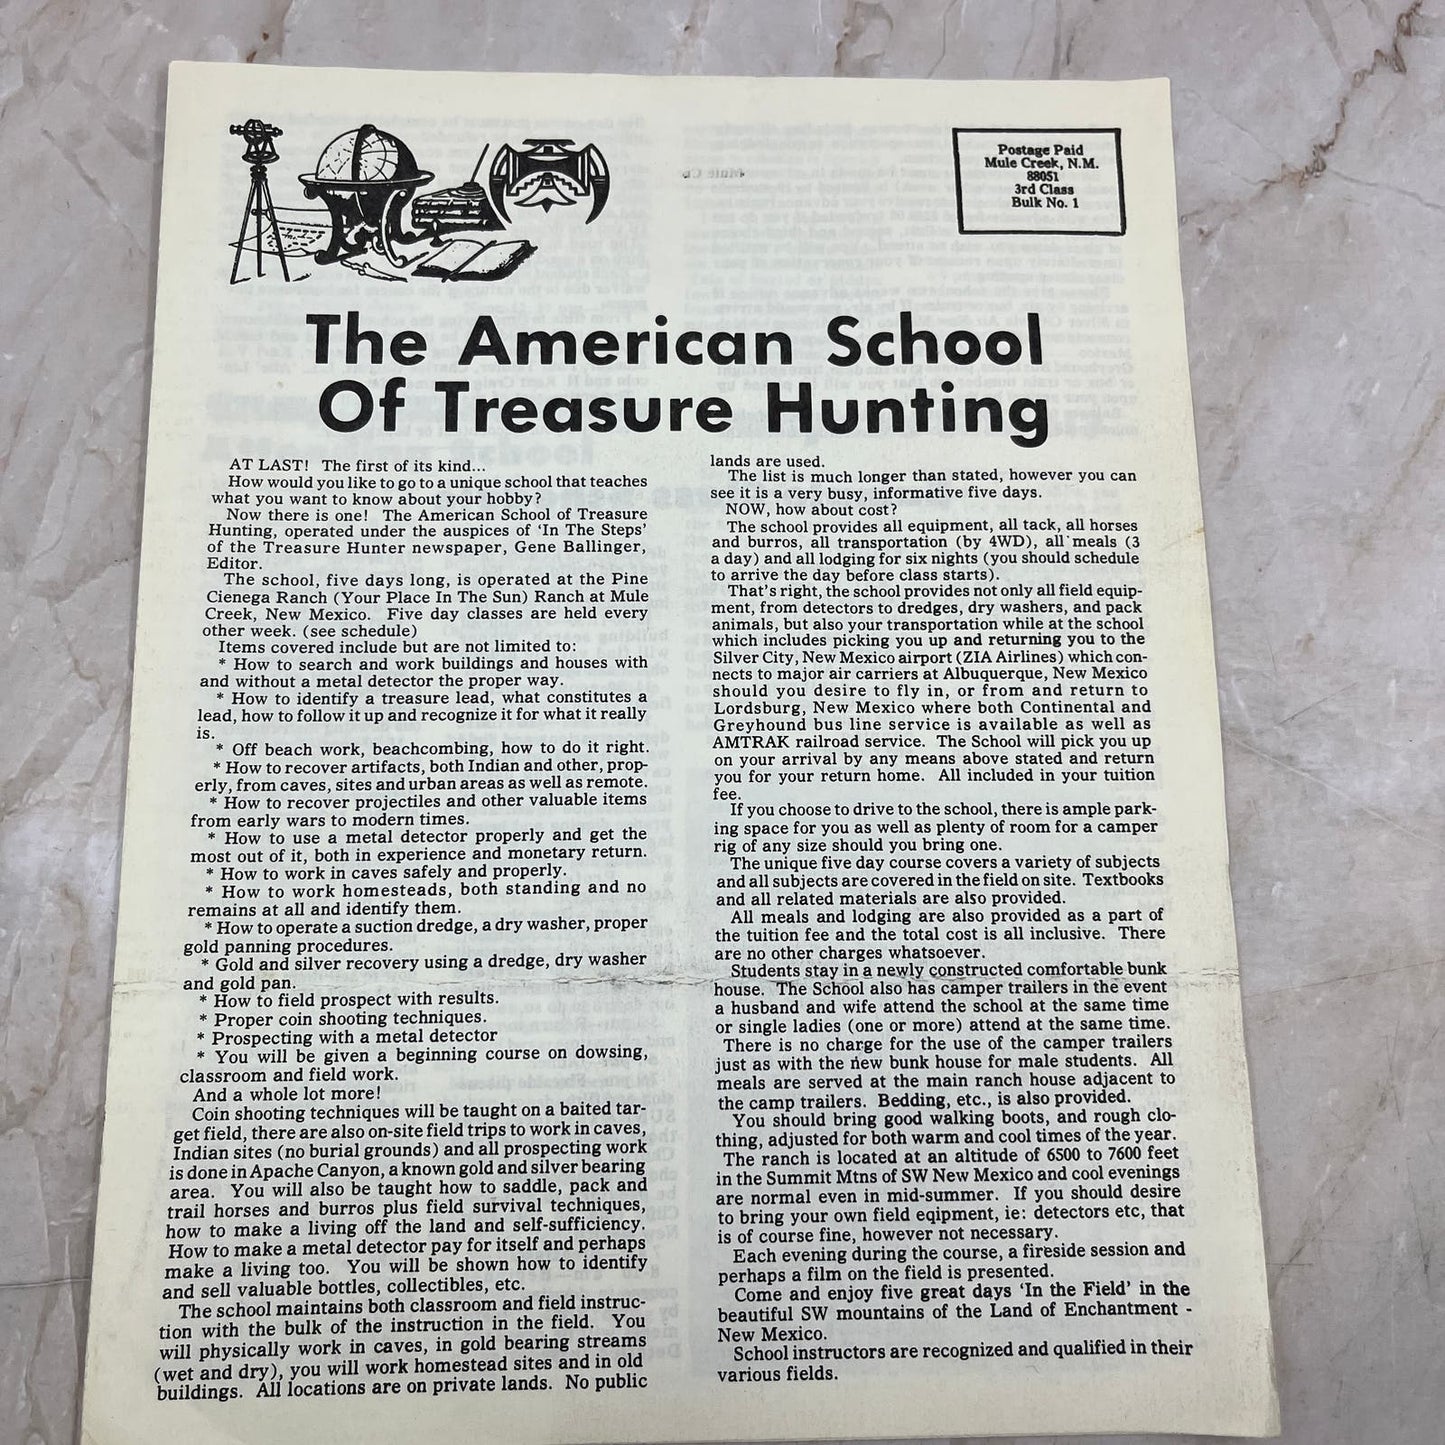 Postage Paid
Mule Creek, N.M.
88051
3rd Class
Bulk No. 1
The American School
Of Treasure Hunting
AT LAST! The first of its kind...
How would you like to go to a unique school that teaches
what you want to know about your hobby?
Now there is one! The American School of Treasure
Hunting, operated under the auspices of 'In The Steps'
of the Treasure Hunter newspaper, Gene Ballinger,
Editor.
The school, five days long, is operated at the Pine
Cienega Ranch (Your Place In The Sun) Ranch at Mule
Creek, New Mexico. Five day classes are held every
other week. (see schedule)
Items covered include but are not limited to:
* How to search and work buildings and houses with
and without a metal detector the proper way.
* How to identify a treasure lead, what constitutes a
lead, how to follow it up and recognize it for what it really
is.
* Off beach work, beachcombing, how to do it right.
* How to recover artifacts, both Indian and other, prop-
erly, from caves, sites and urban areas as well as remote.
* How to recover projectiles and other valuable items
from early wars to modern times.
* How to use a metal detector properly and get the
most out of it, both in experience and monetary return.
* How to work in caves safely and properly.
* How to work homesteads, both standing and no
remains at all and identify them.
* How to operate a suction dredge, a dry washer, proper
gold panning procedures.
* Gold and silver recovery using a dredge, dry washer
and gold pan.
* How to field prospect with results.
* Proper coin shooting techniques.
* Prospecting with a metal detector
* You will be given a beginning course on dowsing,
classroom and field work.
And a whole lot more!
Coin shooting techniques will be taught on a baited tar-
get field, there are also on-site field trips to work in caves,
Indian sites (no burial grounds) and all prospecting work
is done in Apache Canyon, a known gold and silver bearing
area. You will also be taught how to saddle, pack and
trail horses and burros plus field survival techniques,
how to make a living off the land and self-sufficiency.
How to make a metal detector pay for itself and perhaps
make a living too. You will be shown how to identify
and sell valuable bottles, collectibles, etc.
The school maintains both classroom and field instruc-
tion with the bulk of the instruction in the field. You
will physically work in caves, in gold bearing streams
(wet and dry), you will work homestead sites and in old
buildings. All locations are on private lands. No public
lands are used.
The list is much longer than stated, however you can
see it is a very busy, informative five days.
NOW, how about cost?
The school provides all equipment, all tack, all horses
and burros, all transportation (by 4WD), all meals (3
a day) and all lodging for six nights (you should schedule
to arrive the day before class starts).
That's right, the school provides not only all field equip-
ment, from detectors to dredges, dry washers, and pack
animals, but also your transportation while at the school
which includes picking you up and returning you to the
Silver City, New Mexico airport (ZIA Airlines) which con-
nects to major air carriers at Albuquerque, New Mexico
should you desire to fly in, or from and return to
Lordsburg, New Mexico where both Continental and
Greyhound bus line service is available as well as
AMTRAK railroad service. The School will pick you up
on your arrival by any means above stated and return
you for your return home. All included in your tuition
fee.
If you choose to drive to the school, there is ample park-
ing space for you as well as plenty of room for a camper
rig of any size should you bring one.
The unique five day course covers a variety of subjects
and all subjects are covered in the field on site. Textbooks
and all related materials are also provided.
All meals and lodging are also provided as a part of
the tuition fee and the total cost is all inclusive. There
are no other charges whatsoever.
Students stay in a newly constructed comfortable bunk
house. The School also has camper trailers in the event
a husband and wife attend the school at the same time
or single ladies (one or more) attend at the same time.
There is no charge for the use of the camper trailers
just as with the new bunk house for male students. All
meals are served at the main ranch house adjacent to
the camp trailers. Bedding, etc., is also provided.
You should bring good walking boots, and rough clo-
thing, adjusted for both warm and cool times of the year.
The ranch is located at an altitude of 6500 to 7600 feet
in the Summit Mtns of SW New Mexico and cool evenings
are normal even in mid-summer. If you should desire
to bring your own field eqipment, ie: detectors etc, that
is of course fine, however not necessary.
Each evening during the course, a fireside session and
perhaps a film on the field is presented.
Come and enjoy five great days 'In the Field' in the
beautiful SW mountains of the Land of Enchantment -
New Mexico.
School instructors are recognized and qualified in their
various fields.